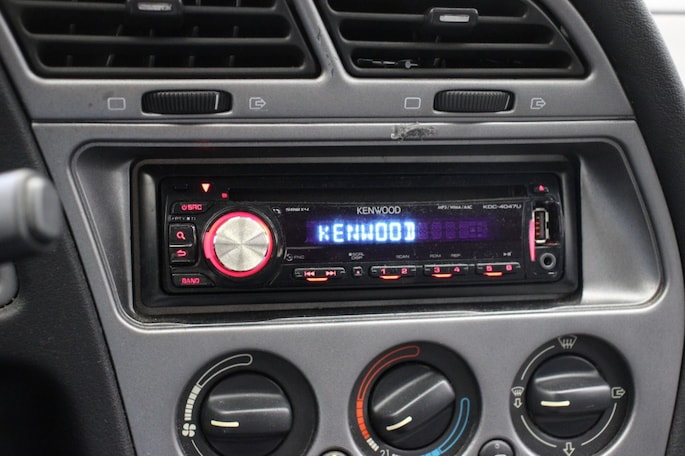 KENWOOD
MP3/WMA/AAC
KDC-4047U
SRC
KENWOOD
SCAN
RDM
REP
BAND
1 2
3 4
5 6